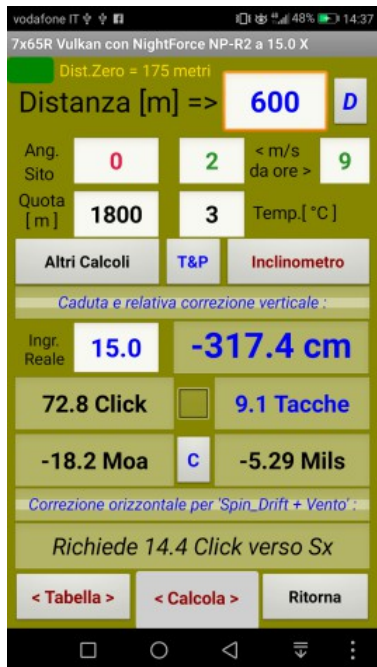 vodafone IT 48% 14:37
7x65R Vulkan con NightForce NP-R2 a 15.0 X
Dist.Zero = 175 metri
Distanza [m] => 600 D
Ang. Sito 0 2 < m/s da ore > 9
Quota [m] 1800 3 Temp.[°C]
Altri Calcoli T&P Inclinometro
Caduta e relativa correzione verticale :
Ingr. Reale 15.0 -317.4 cm
72.8 Click 9.1 Tacche
-18.2 Moa C -5.29 Mils
Correzione orizzontale per 'Spin_Drift + Vento' :
Richiede 14.4 Click verso Sx
< Tabella > < Calcola > Ritorna